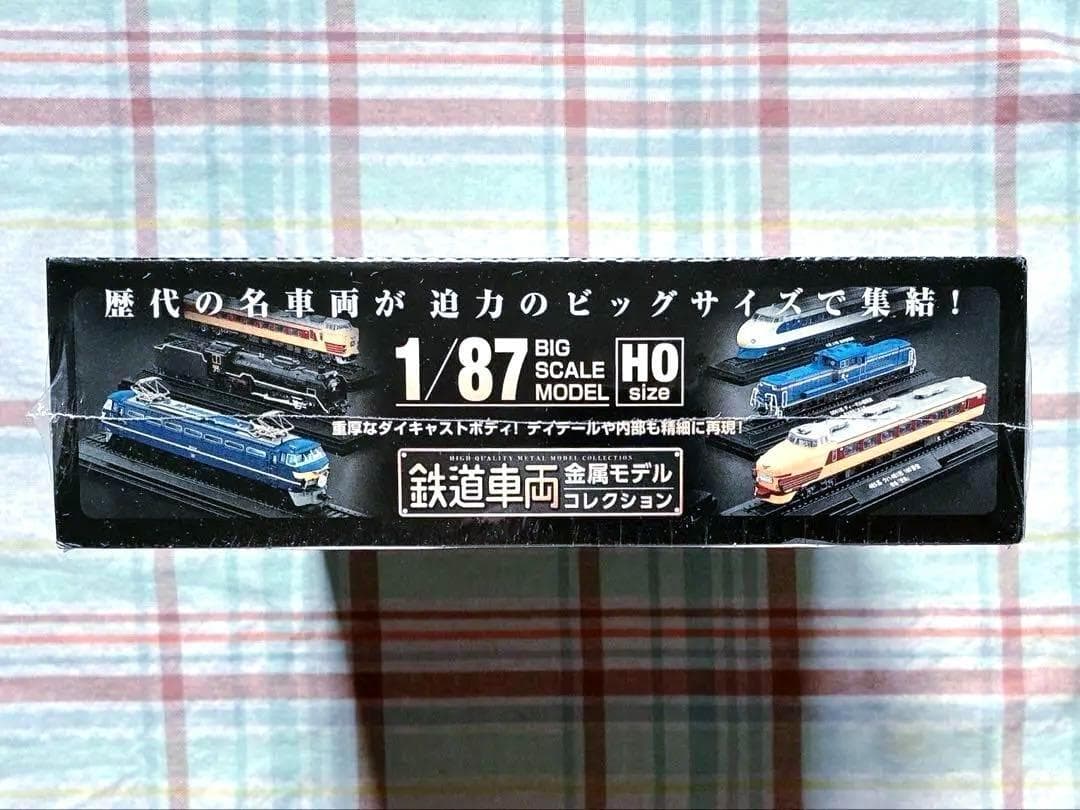 歴代の名車両が 迫力のビッグサイズで集結!
1/87 BIG SCALE MODEL HO size
重厚なダイキャストボディ! ディテールや内部も精細に再現!
HIGH QUALITY METAL MODEL COLLECTION
鉄道車両 金属モデル コレクション